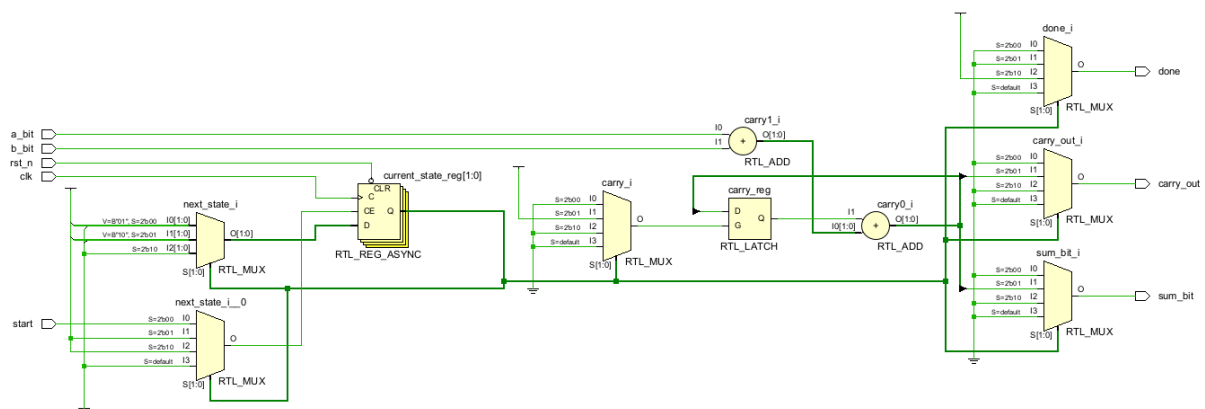 done_i
S=2'b00 I0
S=2'b01 I1
S=2'b10 I2
S=default I3
O
done
S[1:0]
RTL_MUX
a_bit
b_bit
rst_n
clk
carry1_i
I0
I1
O[1:0]
+
RTL_ADD
current_state_reg[1:0]
CLR
C
CE
D
Q
RTL_REG_ASYNC
carry_out_i
S=2'b00 I0
S=2'b01 I1
S=2'b10 I2
S=default I3
O
carry_out
S[1:0]
RTL_MUX
next_state_i
V=B"01", S=2'b00 I0[1:0]
V=B"10", S=2'b01 I1[1:0]
S=2'b10 I2[1:0]
O[1:0]
S[1:0]
RTL_MUX
carry_i
S=2'b00 I0
S=2'b01 I1
S=2'b10 I2
S=default I3
O
S[1:0]
RTL_MUX
carry_reg
D
G
Q
RTL_LATCH
carry0_i
I1
I0[1:0]
O[1:0]
+
RTL_ADD
sum_bit_i
S=2'b00 I0
S=2'b01 I1
S=2'b10 I2
S=default I3
O
sum_bit
S[1:0]
RTL_MUX
start
next_state_i__0
S=2'b00 I0
S=2'b01 I1
S=2'b10 I2
S=default I3
O
S[1:0]
RTL_MUX